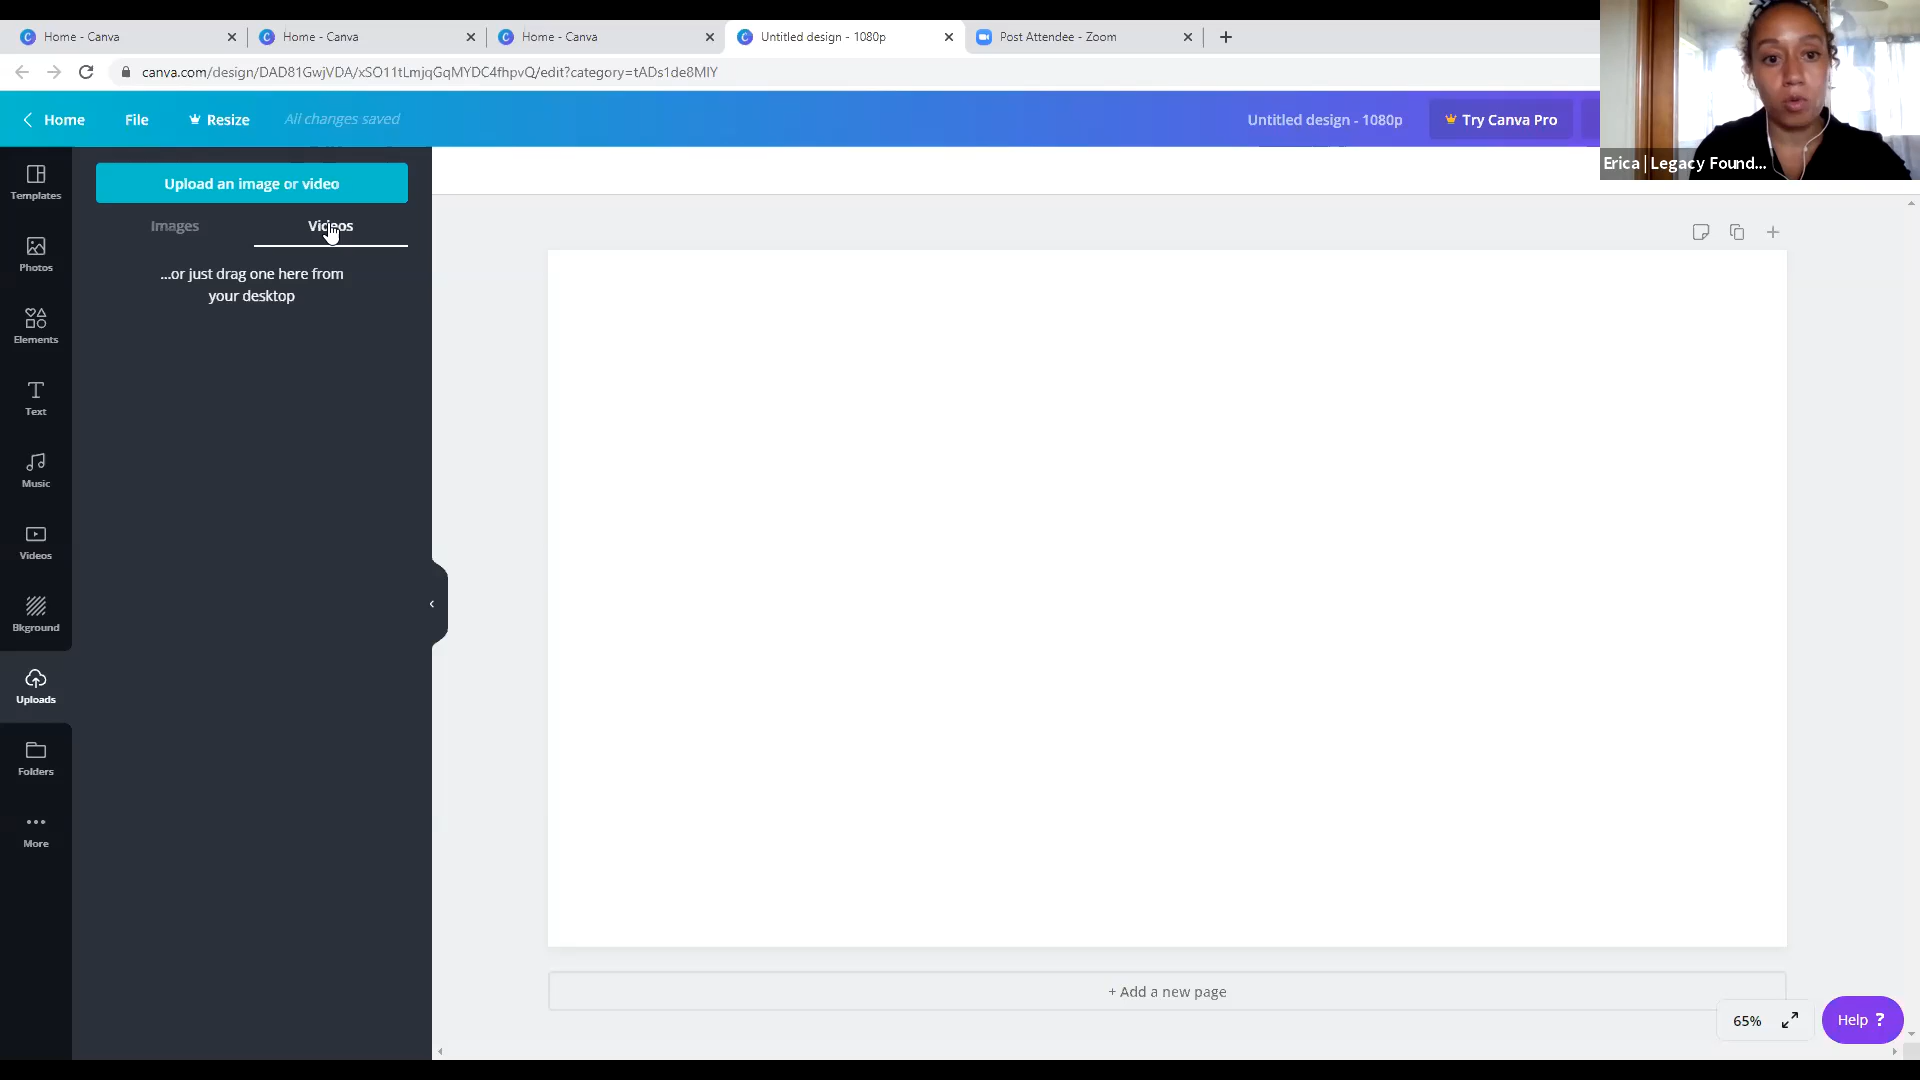 Home - Canva
Home - Canva
Home - Canva
Untitled design - 1080p
Post Attendee - Zoom
canva.com/design/DAD81GwjVDA/xSO11tLmjqGqMYDC4fhpvQ/edit?category=tADs1de8MIY
Home
File
Resize
All changes saved
Untitled design - 1080p
Try Canva Pro
Erica | Legacy Found...
Templates
Photos
Elements
Text
Music
Videos
Bkground
Uploads
Folders
More
Upload an image or video
Images
Videos
...or just drag one here from
your desktop
+ Add a new page
65%
Help ?